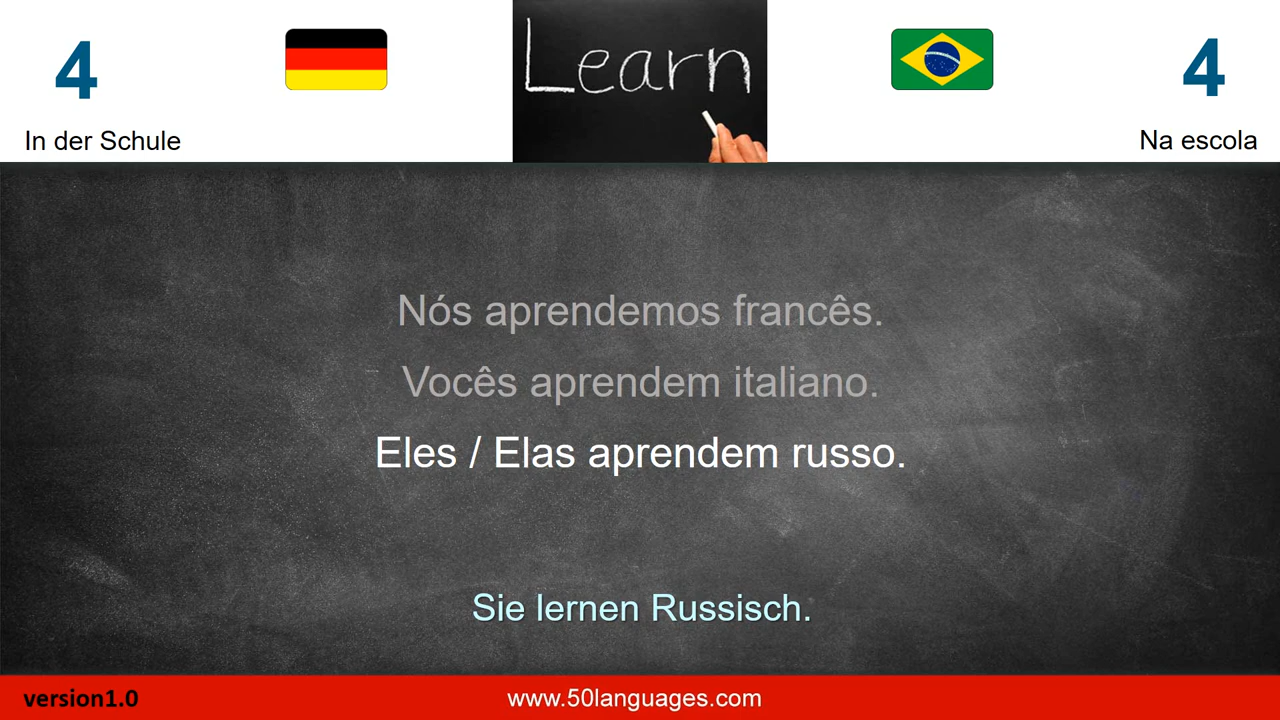 4
Learn
4
In der Schule
Na escola
Nós aprendemos francês.
Vocês aprendem italiano.
Eles / Elas aprendem russo.
Sie lernen Russisch.
version1.0
www.50languages.com